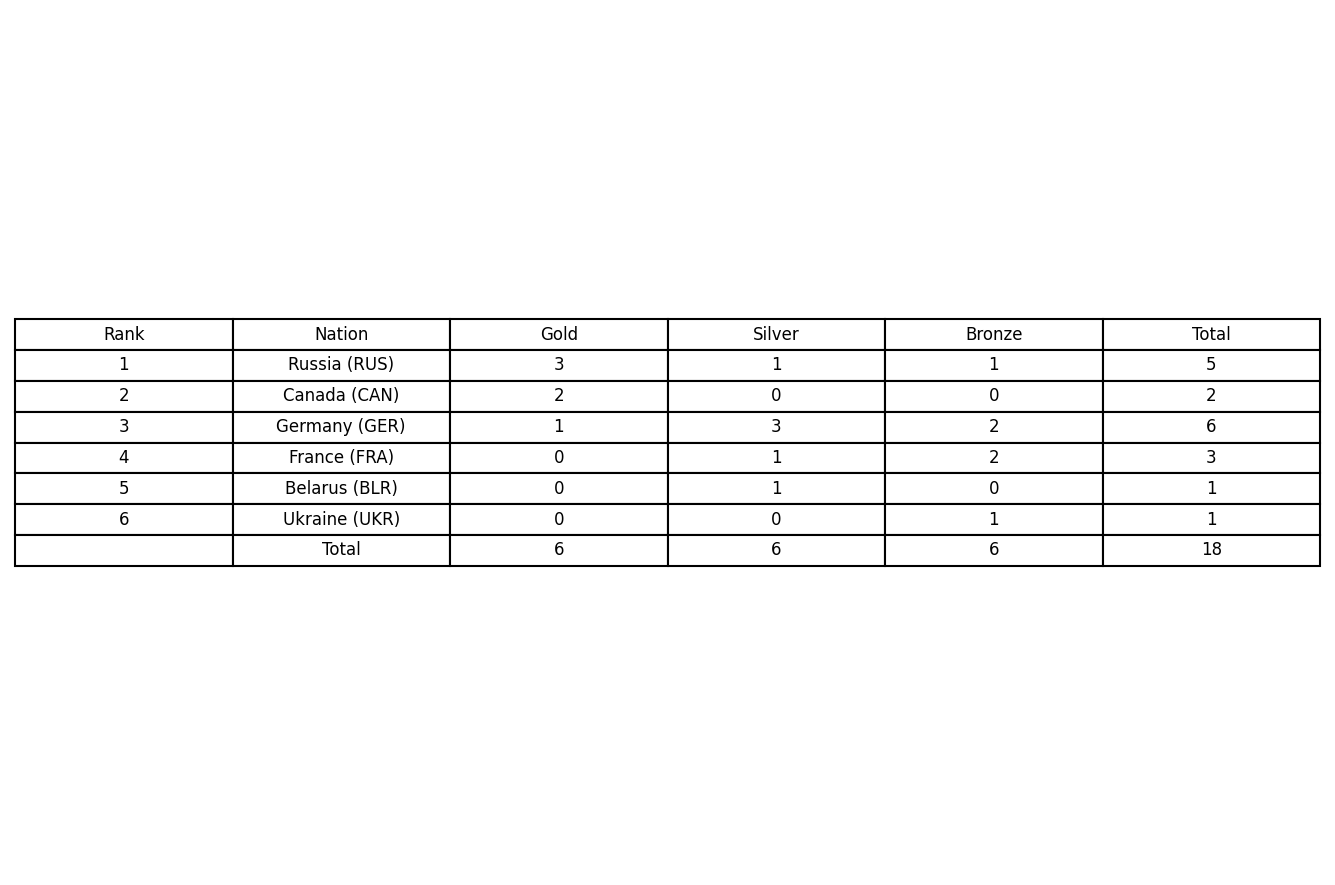 Rank Nation Gold Silver Bronze Total
1 Russia (RUS) 3 1 1 5
2 Canada (CAN) 2 0 0 2
3 Germany (GER) 1 3 2 6
4 France (FRA) 0 1 2 3
5 Belarus (BLR) 0 1 0 1
6 Ukraine (UKR) 0 0 1 1
Total 6 6 6 18